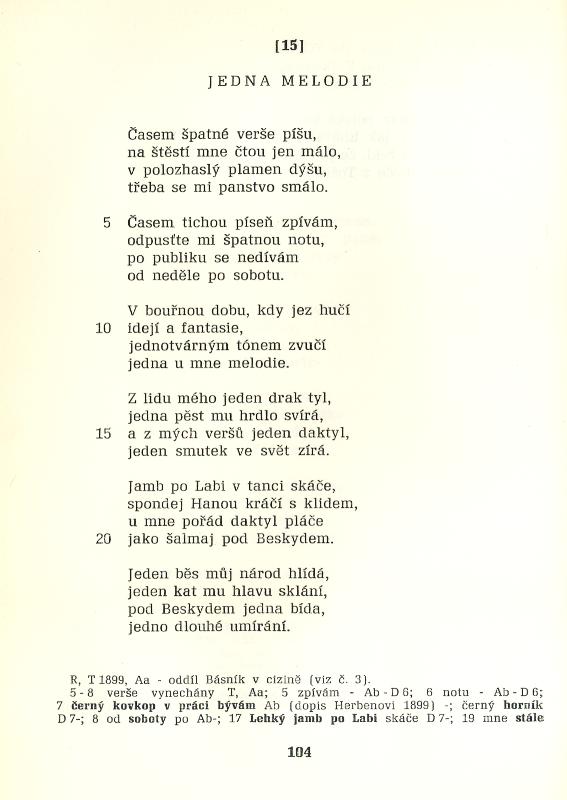 [15]
JEDNA MELODIE
Časem špatné verše píšu,
na štěstí mne čtou jen málo,
v polozhaslý plamen dýšu,
třeba se mi panstvo smálo.
5 Časem tichou píseň zpívám,
odpusťte mi špatnou notu,
po publiku se nedívám
od neděle po sobotu.
V bouřnou dobu, kdy jez hučí
10 idejí a fantasie,
jednotvárným tónem zvučí
jedna u mne melodie.
Z lidu mého jeden drak tyl,
jedna pěst mu hrdlo svírá,
15 a z mých veršů jeden daktyl,
jeden smutek ve svět zírá.
Jamb po Labi v tanci skáče,
spondej Hanou kráčí s klidem,
u mne pořád daktyl pláče
20 jako šalmaj pod Beskydem.
Jeden běs můj národ hlídá,
jeden kat mu hlavu sklání,
pod Beskydem jedna bída,
jedno dlouhé umírání.
R, T 1899, Aa - oddíl Básník v cizině (viz č. 3).
5 - 8 verše vynechány T, Aa; 5 zpívám - Ab - D 6; 6 notu - Ab - D 6;
7 černý kovkop v práci bývám Ab (dopis Herbenovi 1899) -; černý horník
D 7-; 8 od soboty po Ab-; 17 Lehký jamb po Labi skáče D 7-; 19 mne stále
104